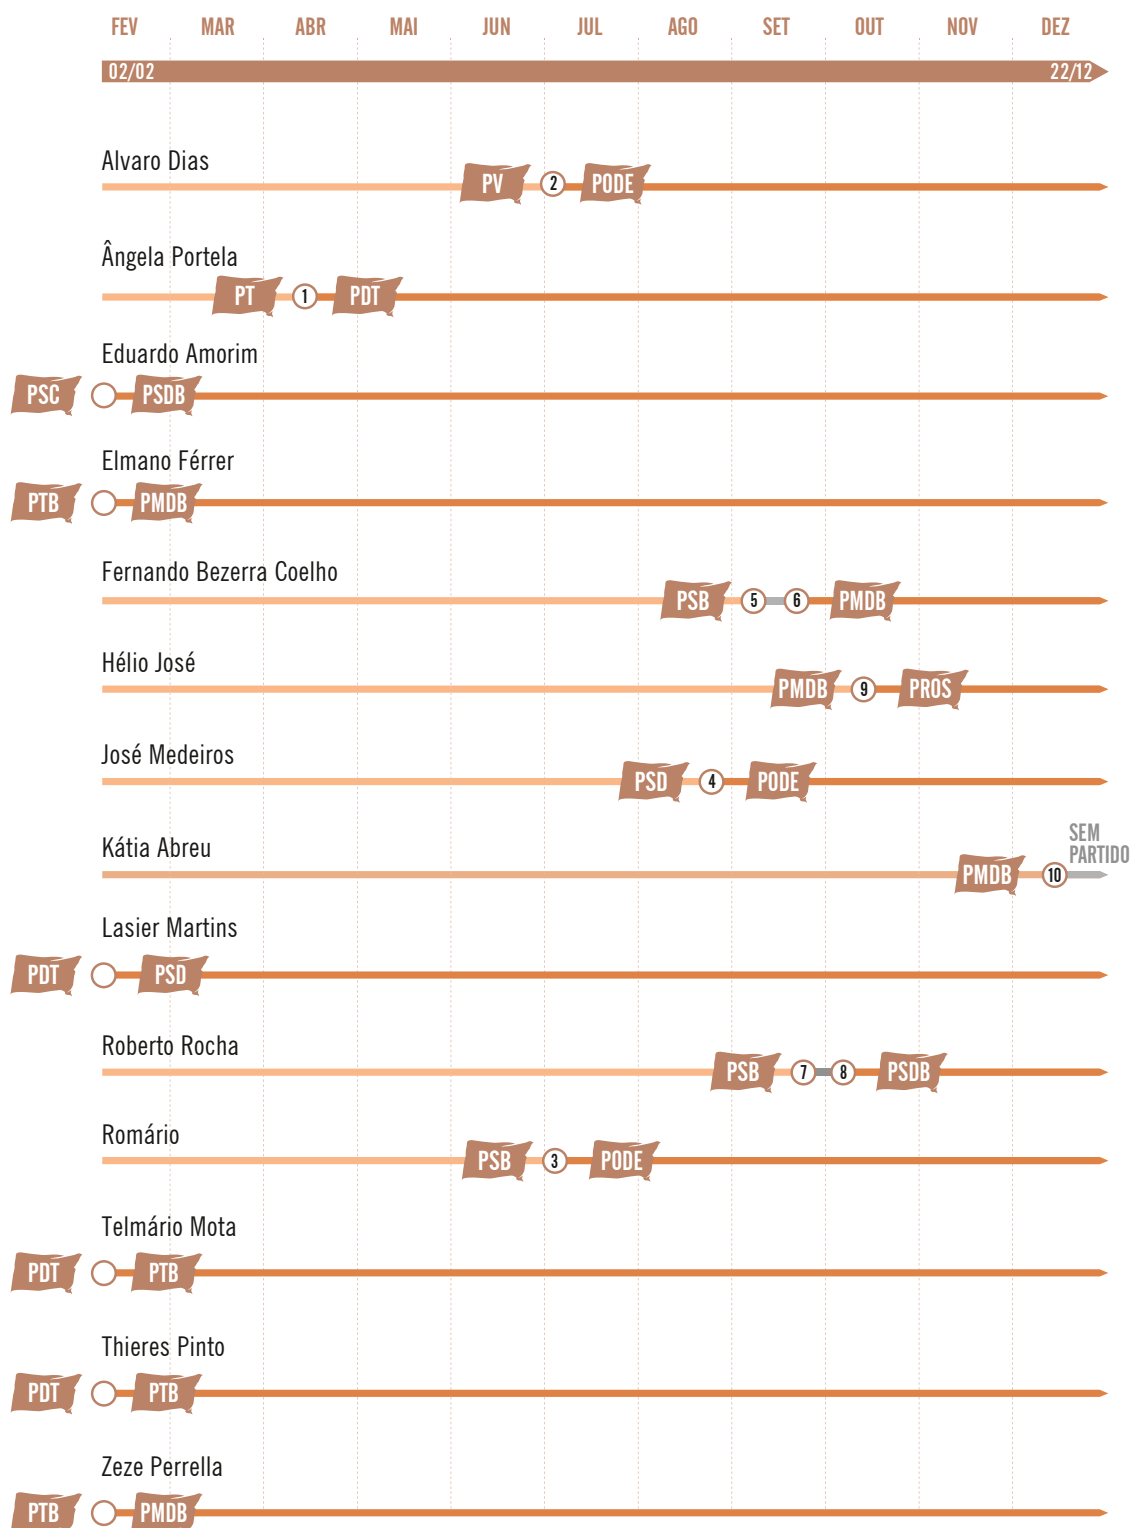 FEV MAR ABR MAI JUN JUL AGO SET OUT NOV DEZ
02/02 22/12
Alvaro Dias
PV 2 PODE
Ângela Portela
PT 1 PDT
Eduardo Amorim
PSC PSDB
Elmano Férrer
PTB PMDB
Fernando Bezerra Coelho
PSB 5 6 PMDB
Hélio José
PMDB 9 PROS
José Medeiros
PSD 4 PODE
Kátia Abreu
SEM
PARTIDO
PMDB 10
Lasier Martins
PDT PSD
Roberto Rocha
PSB 7 8 PSDB
Romário
PSB 3 PODE
Telmário Mota
PDT PTB
Thieres Pinto
PDT PTB
Zeze Perrella
PTB PMDB